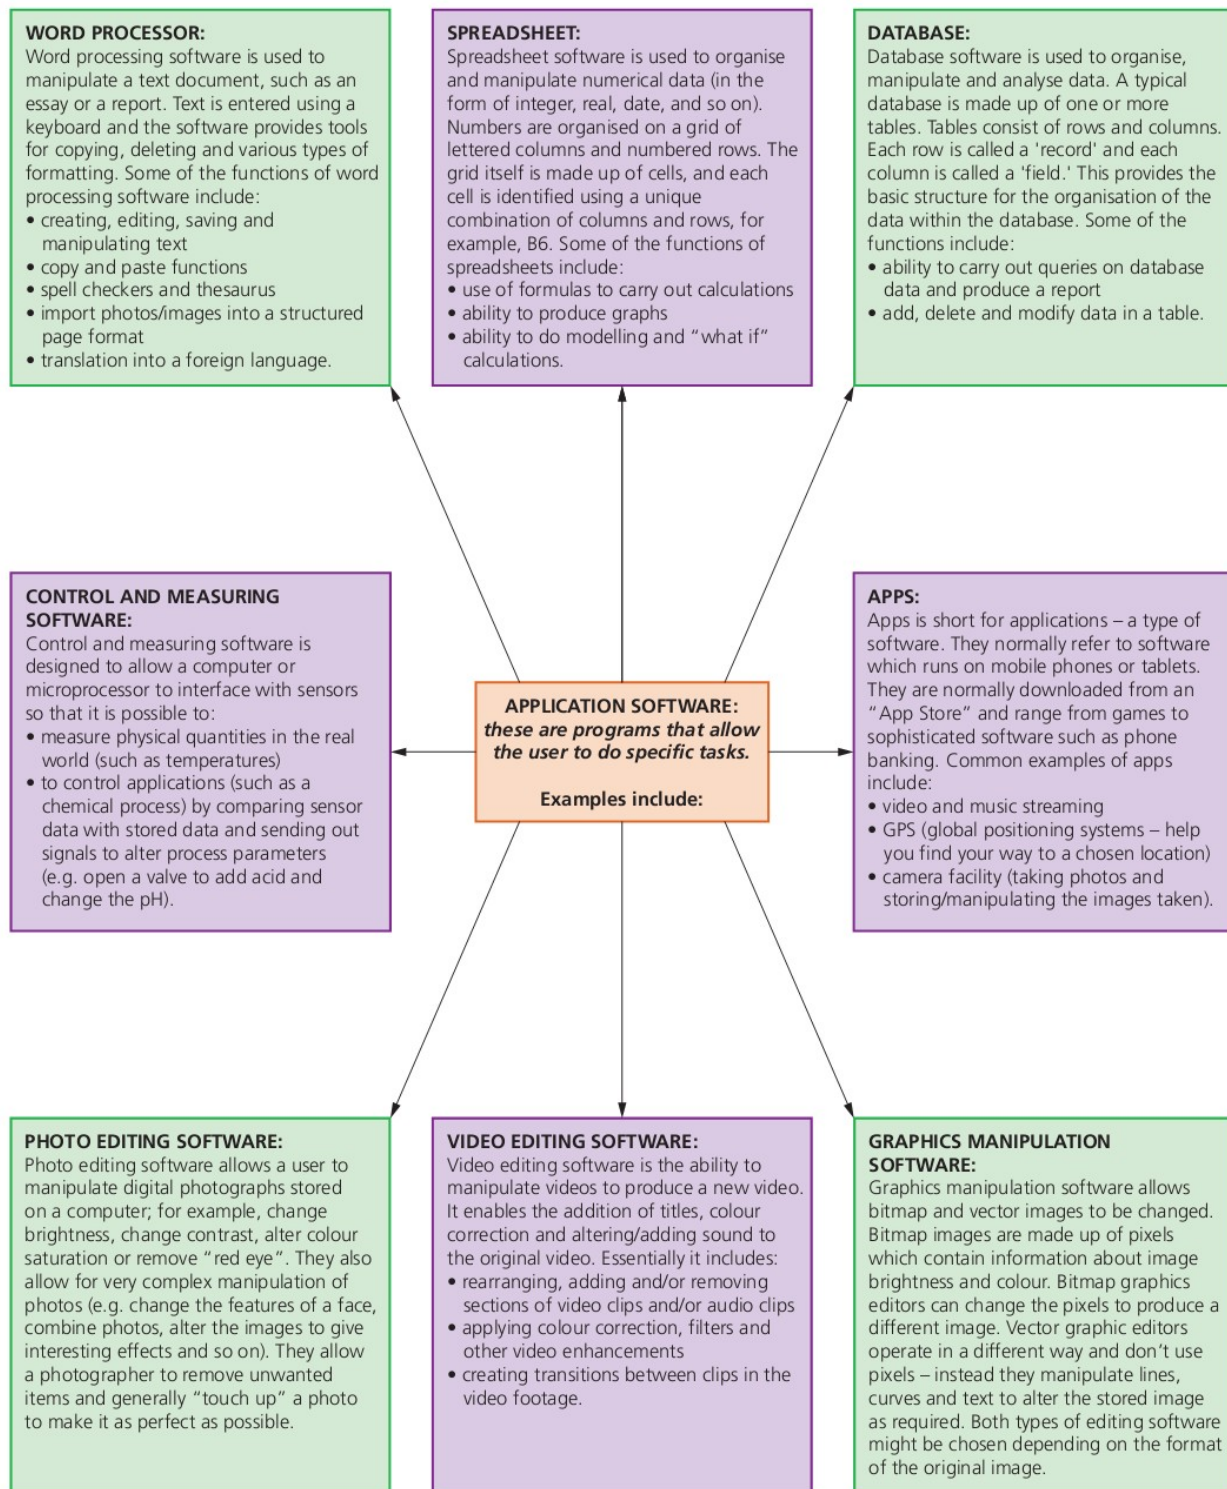 WORD PROCESSOR:
Word processing software is used to
manipulate a text document, such as an
essay or a report. Text is entered using a
keyboard and the software provides tools
for copying, deleting and various types of
formatting. Some of the functions of word
processing software include:
• creating, editing, saving and
manipulating text
• copy and paste functions
• spell checkers and thesaurus
• import photos/images into a structured
page format
• translation into a foreign language.
SPREADSHEET:
Spreadsheet software is used to organise
and manipulate numerical data (in the
form of integer, real, date, and so on).
Numbers are organised on a grid of
lettered columns and numbered rows. The
grid itself is made up of cells, and each
cell is identified using a unique
combination of columns and rows, for
example, B6. Some of the functions of
spreadsheets include:
• use of formulas to carry out calculations
• ability to produce graphs
• ability to do modelling and “what if”
calculations.
DATABASE:
Database software is used to organise,
manipulate and analyse data. A typical
database is made up of one or more
tables. Tables consist of rows and columns.
Each row is called a 'record' and each
column is called a 'field.' This provides the
basic structure for the organisation of the
data within the database. Some of the
functions include:
• ability to carry out queries on database
data and produce a report
• add, delete and modify data in a table.
CONTROL AND MEASURING
SOFTWARE:
Control and measuring software is
designed to allow a computer or
microprocessor to interface with sensors
so that it is possible to:
• measure physical quantities in the real
world (such as temperatures)
• to control applications (such as a
chemical process) by comparing sensor
data with stored data and sending out
signals to alter process parameters
(e.g. open a valve to add acid and
change the pH).
APPLICATION SOFTWARE:
these are programs that allow
the user to do specific tasks.
Examples include:
APPS:
Apps is short for applications – a type of
software. They normally refer to software
which runs on mobile phones or tablets.
They are normally downloaded from an
“App Store” and range from games to
sophisticated software such as phone
banking. Common examples of apps
include:
• video and music streaming
• GPS (global positioning systems – help
you find your way to a chosen location)
• camera facility (taking photos and
storing/manipulating the images taken).
PHOTO EDITING SOFTWARE:
Photo editing software allows a user to
manipulate digital photographs stored
on a computer; for example, change
brightness, change contrast, alter colour
saturation or remove “red eye”. They also
allow for very complex manipulation of
photos (e.g. change the features of a face,
combine photos, alter the images to give
interesting effects and so on). They allow
a photographer to remove unwanted
items and generally “touch up” a photo
to make it as perfect as possible.
VIDEO EDITING SOFTWARE:
Video editing software is the ability to
manipulate videos to produce a new video.
It enables the addition of titles, colour
correction and altering/adding sound to
the original video. Essentially it includes:
• rearranging, adding and/or removing
sections of video clips and/or audio clips
• applying colour correction, filters and
other video enhancements
• creating transitions between clips in the
video footage.
GRAPHICS MANIPULATION
SOFTWARE:
Graphics manipulation software allows
bitmap and vector images to be changed.
Bitmap images are made up of pixels
which contain information about image
brightness and colour. Bitmap graphics
editors can change the pixels to produce a
different image. Vector graphic editors
operate in a different way and don’t use
pixels – instead they manipulate lines,
curves and text to alter the stored image
as required. Both types of editing software
might be chosen depending on the format
of the original image.